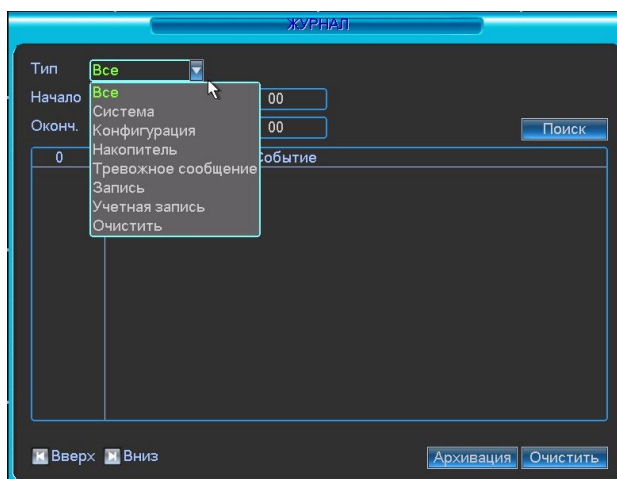 ЖУРНАЛ
Тип Все
Все
Начало 00
Система
Оконч. Конфигурация 00 Поиск
Накопитель
0 Событие
Тревожное сообщение
Запись
Учетная запись
Очистить
Вверх Вниз Архивация Очистить